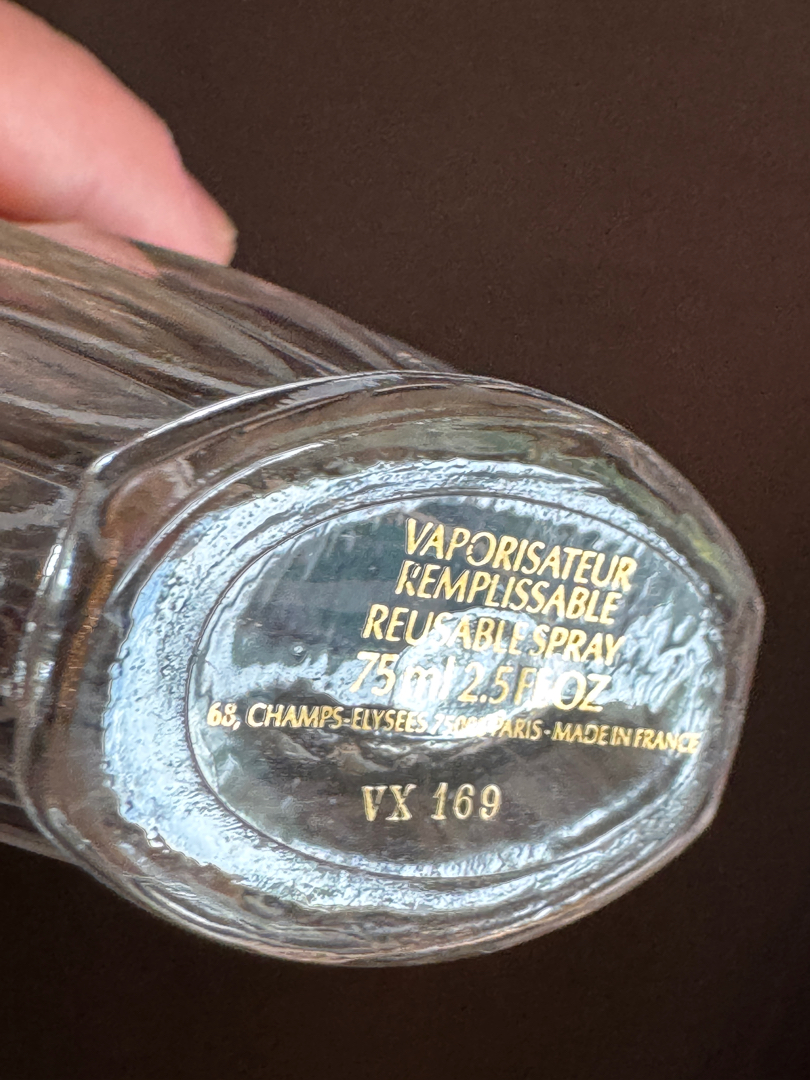 VAPORISATEUR
REMPLISSABLE
REUSABLE SPRAY
75 ml 2.5 Fl OZ
68, CHAMPS-ELYSEES 75008 PARIS - MADE IN FRANCE
VX 169